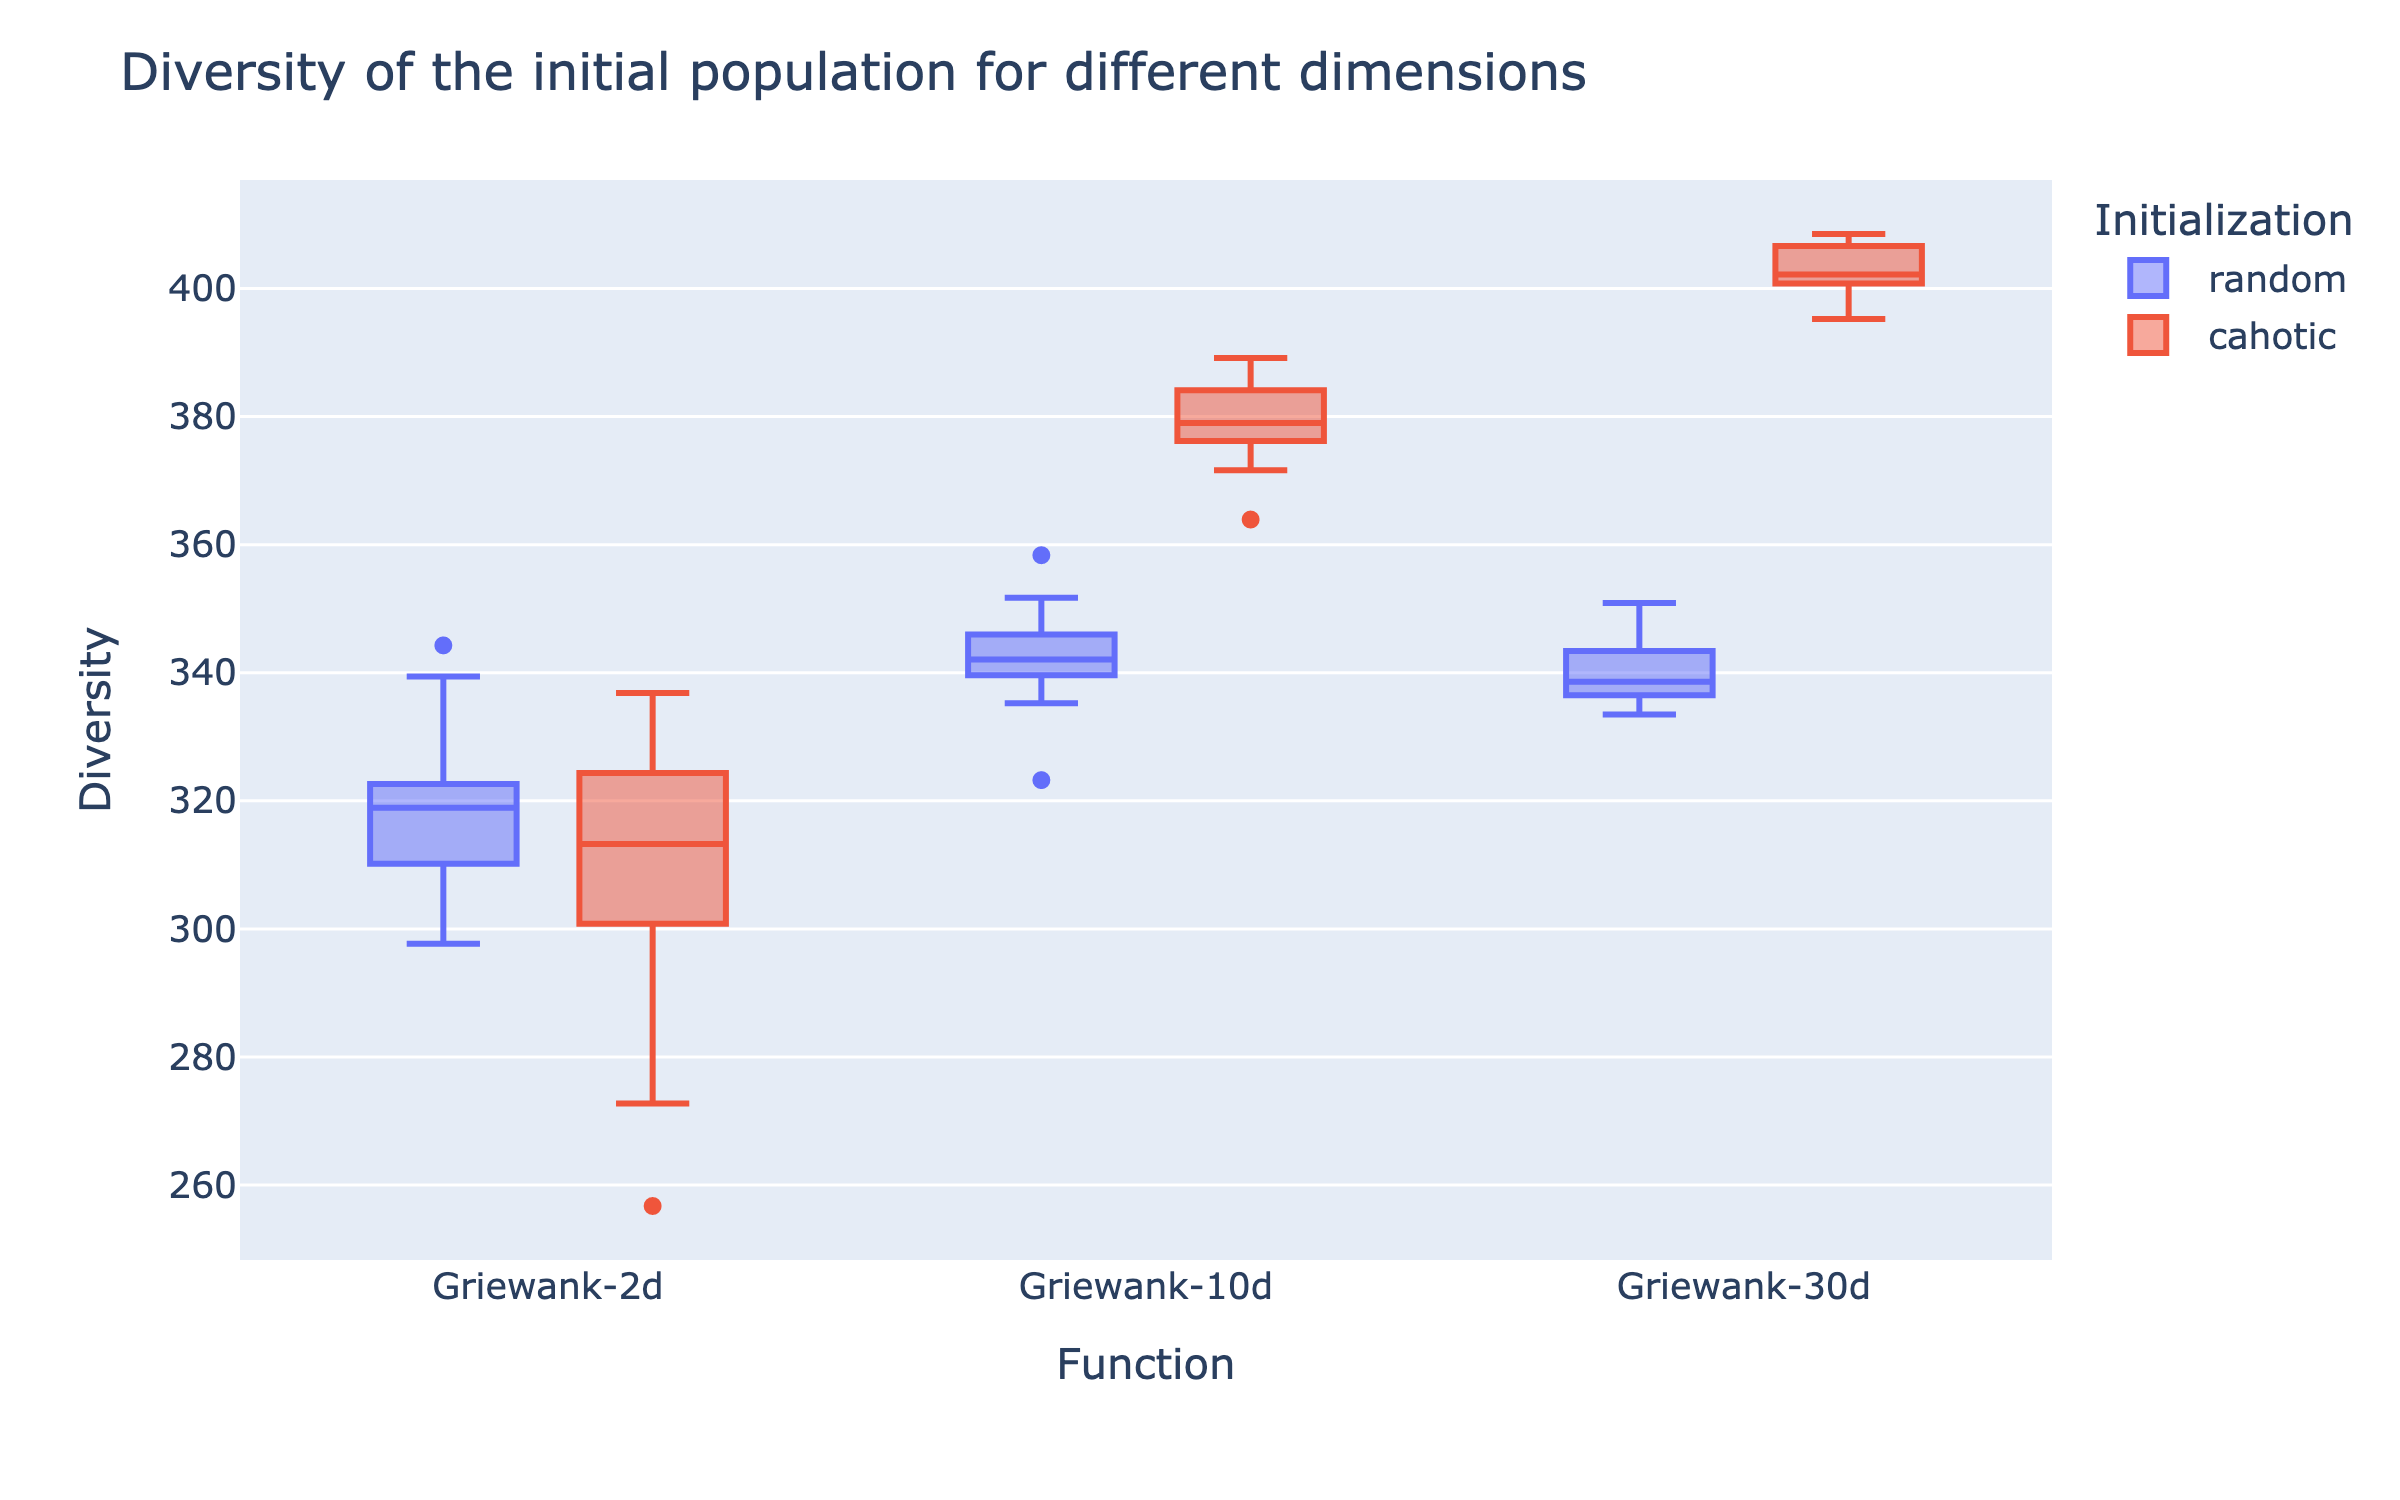 Diversity of the initial population for different dimensions
Initialization
random
cahotic
Diversity
400
380
360
340
320
300
280
260
Griewank-2d
Griewank-10d
Griewank-30d
Function